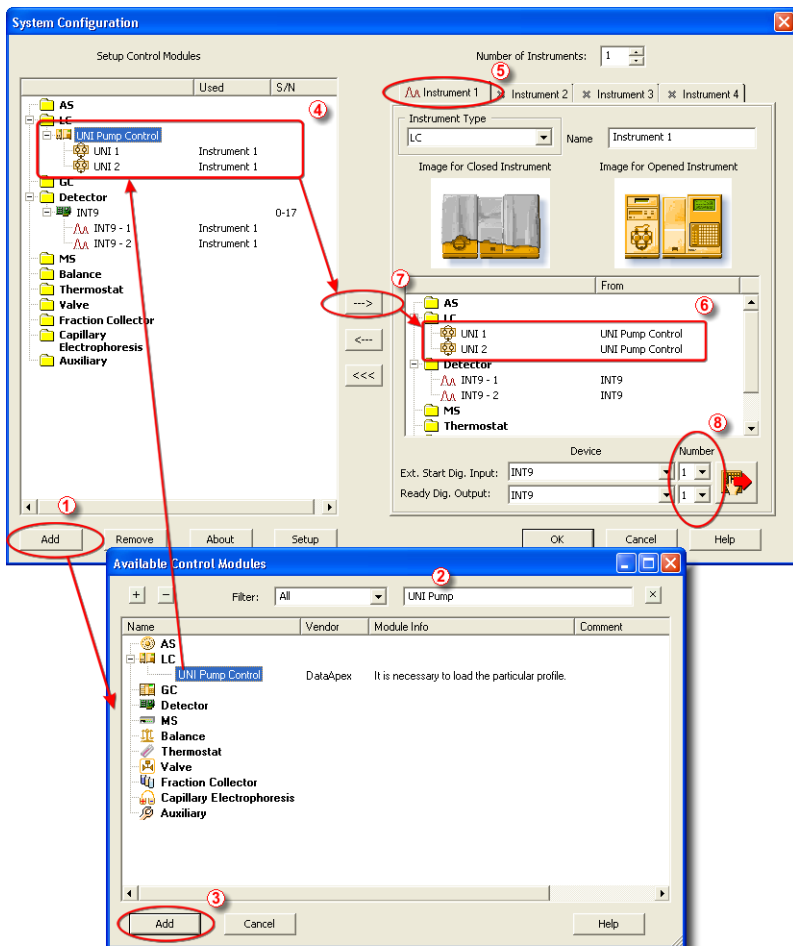 System Configuration
Setup Control Modules
Number of Instruments: 1
5
Used S/N
4
AS
LC
UNI Pump Control
UNI 1 Instrument 1
UNI 2 Instrument 1
GC
Detector
INT9 0-17
INT9 - 1 Instrument 1
INT9 - 2 Instrument 1
MS
Balance
Thermostat
Valve
Fraction Collector
Capillary
Electrophoresis
Auxiliary
--->
<---
<<<
Instrument 1 Instrument 2 Instrument 3 Instrument 4
Instrument Type
LC Name Instrument 1
Image for Closed Instrument Image for Opened Instrument
7
From
6
AS
LC
UNI 1 UNI Pump Control
UNI 2 UNI Pump Control
Detector
INT9 - 1 INT9
INT9 - 2 INT9
MS
Thermostat
8
Device Number
Ext. Start Dig. Input: INT9 1
Ready Dig. Output: INT9 1
1
Add Remove About Setup OK Cancel Help
Available Control Modules
2
+ - Filter: All UNI Pump ×
Name Vendor Module Info Comment
AS
LC
UNI Pump Control DataApex It is necessary to load the particular profile.
GC
Detector
MS
Balance
Thermostat
Valve
Fraction Collector
Capillary Electrophoresis
Auxiliary
3
Add Cancel Help